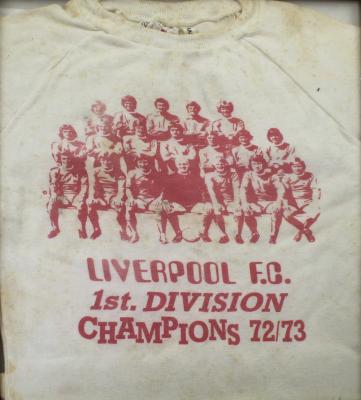 LIVERPOOL F.C.
1st. DIVISION
CHAMPIONS 72/73